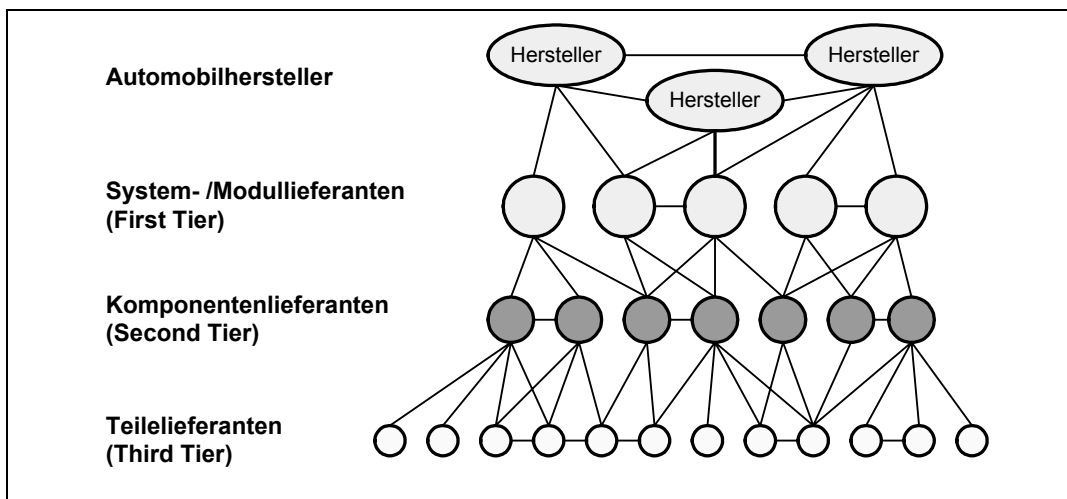 Hersteller
Hersteller
Automobilhersteller
Hersteller
System- /Modullieferanten
(First Tier)
Komponentenlieferanten
(Second Tier)
Teilelieferanten
(Third Tier)